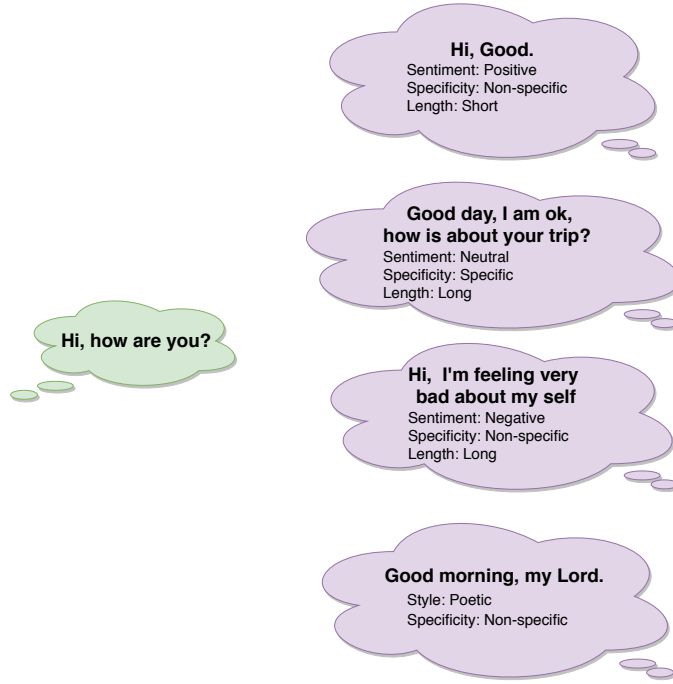 Hi, Good.
Sentiment: Positive
Specificity: Non-specific
Length: Short
Good day, I am ok,
how is about your trip?
Sentiment: Neutral
Specificity: Specific
Length: Long
Hi, how are you?
Hi, I'm feeling very
bad about my self
Sentiment: Negative
Specificity: Non-specific
Length: Long
Good morning, my Lord.
Style: Poetic
Specificity: Non-specific